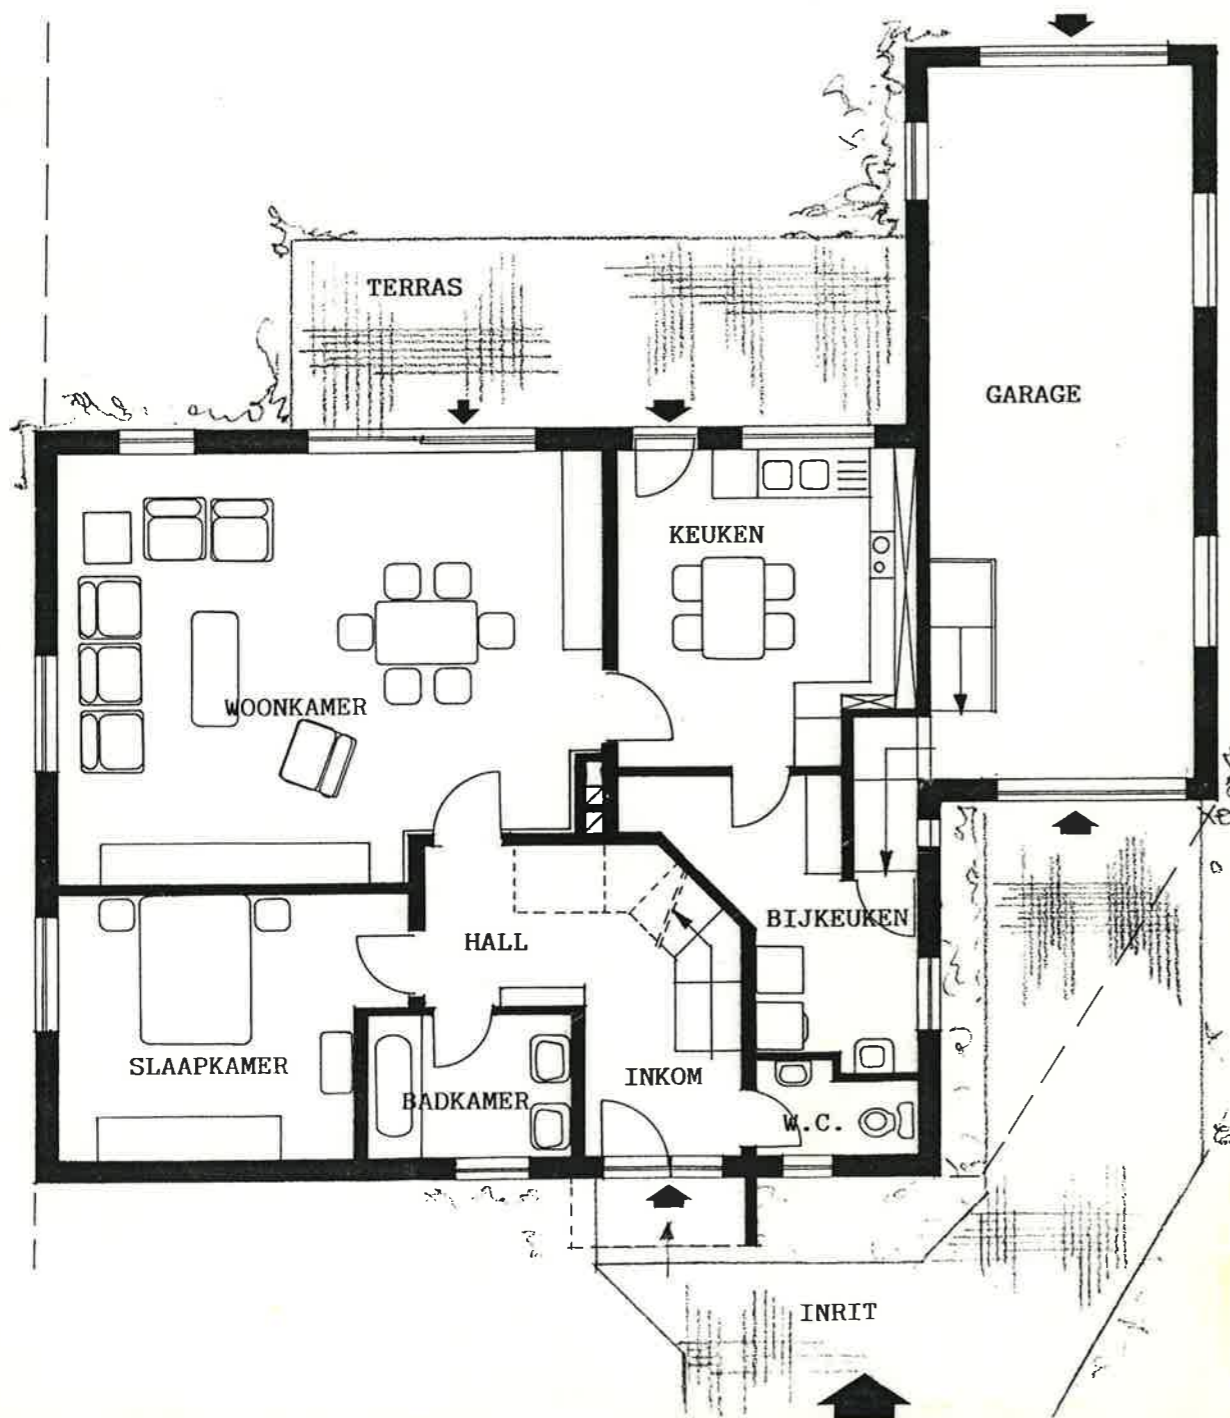 TERRAS
GARAGE
KEUKEN
WOONKAMER
BIJKEUKEN
HALL
SLAAPKAMER
INKOM
BADKAMER
W.C.
INRIT